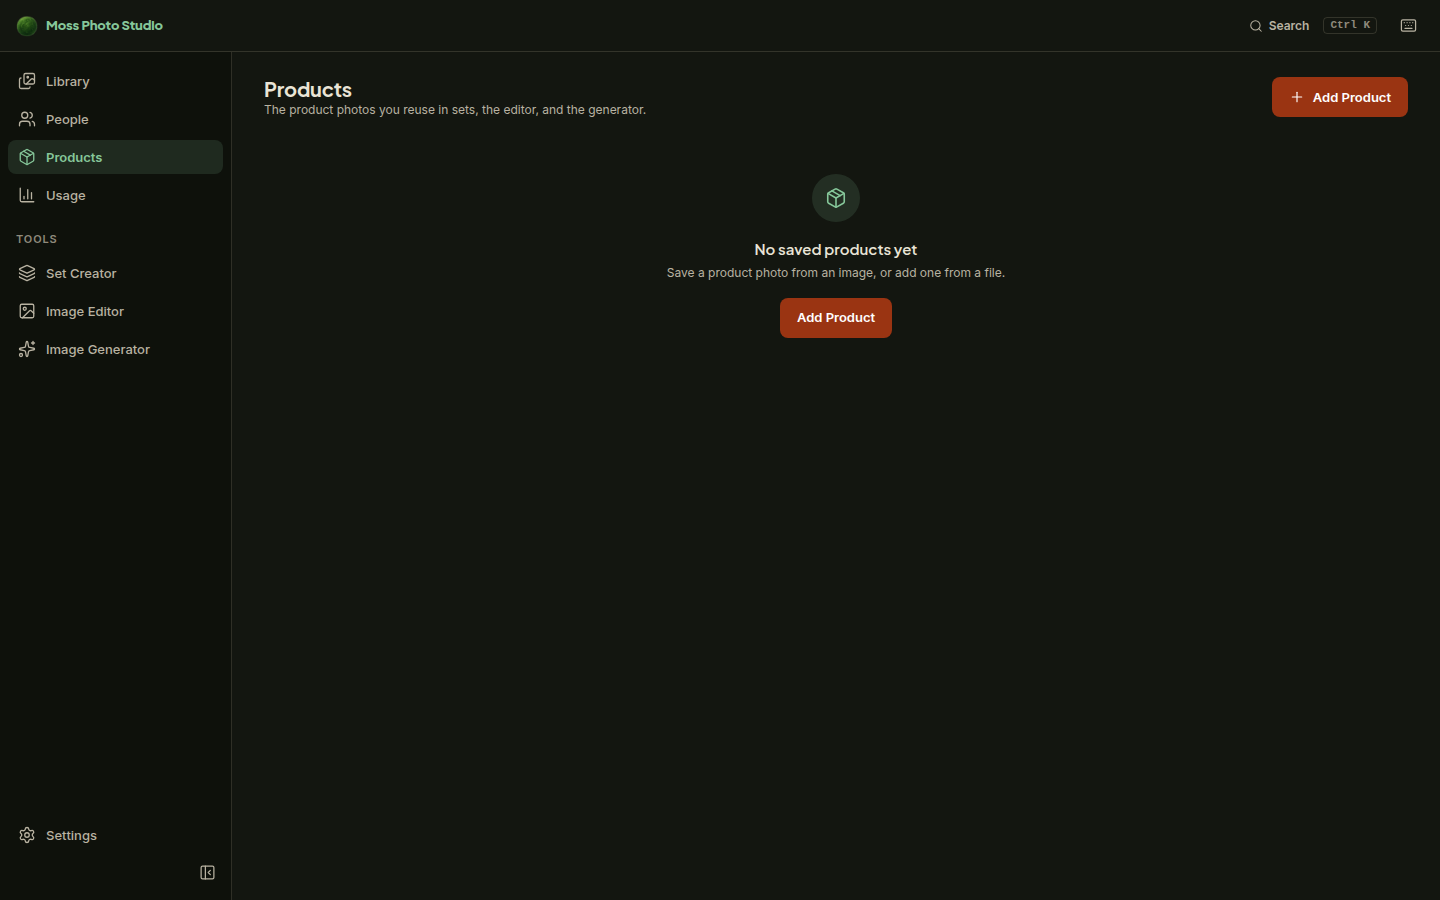 Moss Photo Studio
Search
Ctrl K
Library
People
Products
Usage
TOOLS
Set Creator
Image Editor
Image Generator
Settings
Products
The product photos you reuse in sets, the editor, and the generator.
Add Product
No saved products yet
Save a product photo from an image, or add one from a file.
Add Product